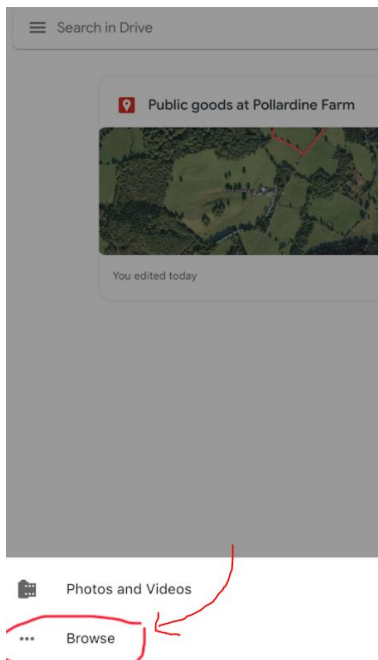 Search in Drive
Public goods at Pollardine Farm
You edited today
Photos and Videos
Browse